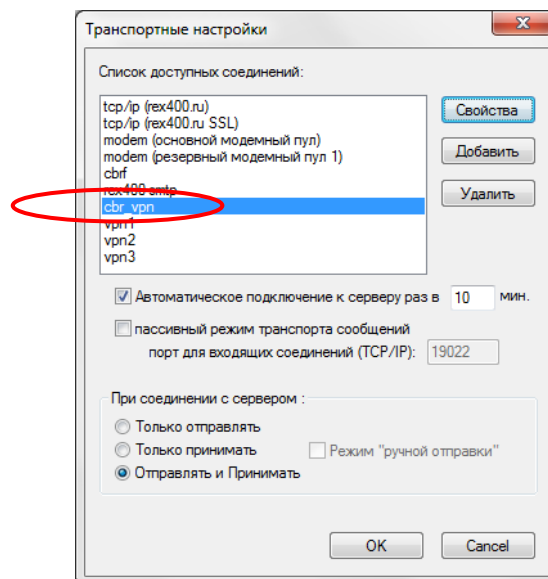 Транспортные настройки
Список доступных соединений:
tcp/ip (rex400.ru)
tcp/ip (rex400.ru SSL)
modem (основной модемный пул)
modem (резервный модемный пул 1)
cbrf
rex400 smtp
cbr_vpn
vpn1
vpn2
vpn3
Свойства
Добавить
Удалить
Автоматическое подключение к серверу раз в 10 мин.
пассивный режим транспорта сообщений
порт для входящих соединений (TCP/IP): 19022
При соединении с сервером :
Только отправлять
Только принимать Режим "ручной отправки"
Отправлять и Принимать
OK Cancel